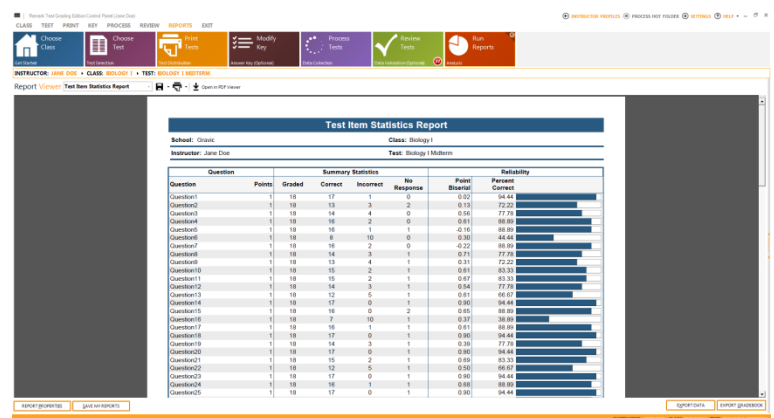 Remark Test Grading Edition Control Panel (Jane Doe)
INSTRUCTOR PROFILES PROCESS HOT FOLDER SETTINGS HELP
CLASS TEST PRINT KEY PROCESS REVIEW REPORTS EXIT
Choose Class Choose Test Print Tests Modify Key Process Tests Review Tests Run Reports
Get Started Test Selection Test Distribution Answer Key (Optional) Data Collection Data Validation (Optional) Analysis
INSTRUCTOR: JANE DOE CLASS: BIOLOGY I TEST: BIOLOGY I MIDTERM
Report Viewer Test Item Statistics Report Open in PDF Viewer
Test Item Statistics Report
School: Gravic Class: Biology I
Instructor: Jane Doe Test: Biology I Midterm
Question Summary Statistics Reliability
Question Points Graded Correct Incorrect No Response Point Biserial Percent Correct
Question1 1 18 17 1 0 0.02 94.44
Question2 1 18 13 3 2 0.13 72.22
Question3 1 18 14 4 0 0.56 77.78
Question4 1 18 16 2 0 0.61 88.89
Question5 1 18 16 1 1 -0.16 88.89
Question6 1 18 8 10 0 0.30 44.44
Question7 1 18 16 2 0 -0.22 88.89
Question8 1 18 14 3 1 0.71 77.78
Question9 1 18 13 4 1 0.31 72.22
Question10 1 18 15 2 1 0.61 83.33
Question11 1 18 15 2 1 0.67 83.33
Question12 1 18 14 3 1 0.54 77.78
Question13 1 18 12 5 1 0.61 66.67
Question14 1 18 17 0 1 0.90 94.44
Question15 1 18 16 0 2 0.65 88.89
Question16 1 18 7 10 1 0.37 38.89
Question17 1 18 16 1 1 0.61 88.89
Question18 1 18 17 0 1 0.90 94.44
Question19 1 18 14 3 1 0.39 77.78
Question20 1 18 17 0 1 0.90 94.44
Question21 1 18 15 2 1 0.69 83.33
Question22 1 18 12 5 1 0.50 66.67
Question23 1 18 17 0 1 0.90 94.44
Question24 1 18 16 1 1 0.68 88.89
Question25 1 18 17 0 1 0.90 94.44
REPORT PROPERTIES SAVE MY REPORTS EXPORT DATA EXPORT GRADEBOOK